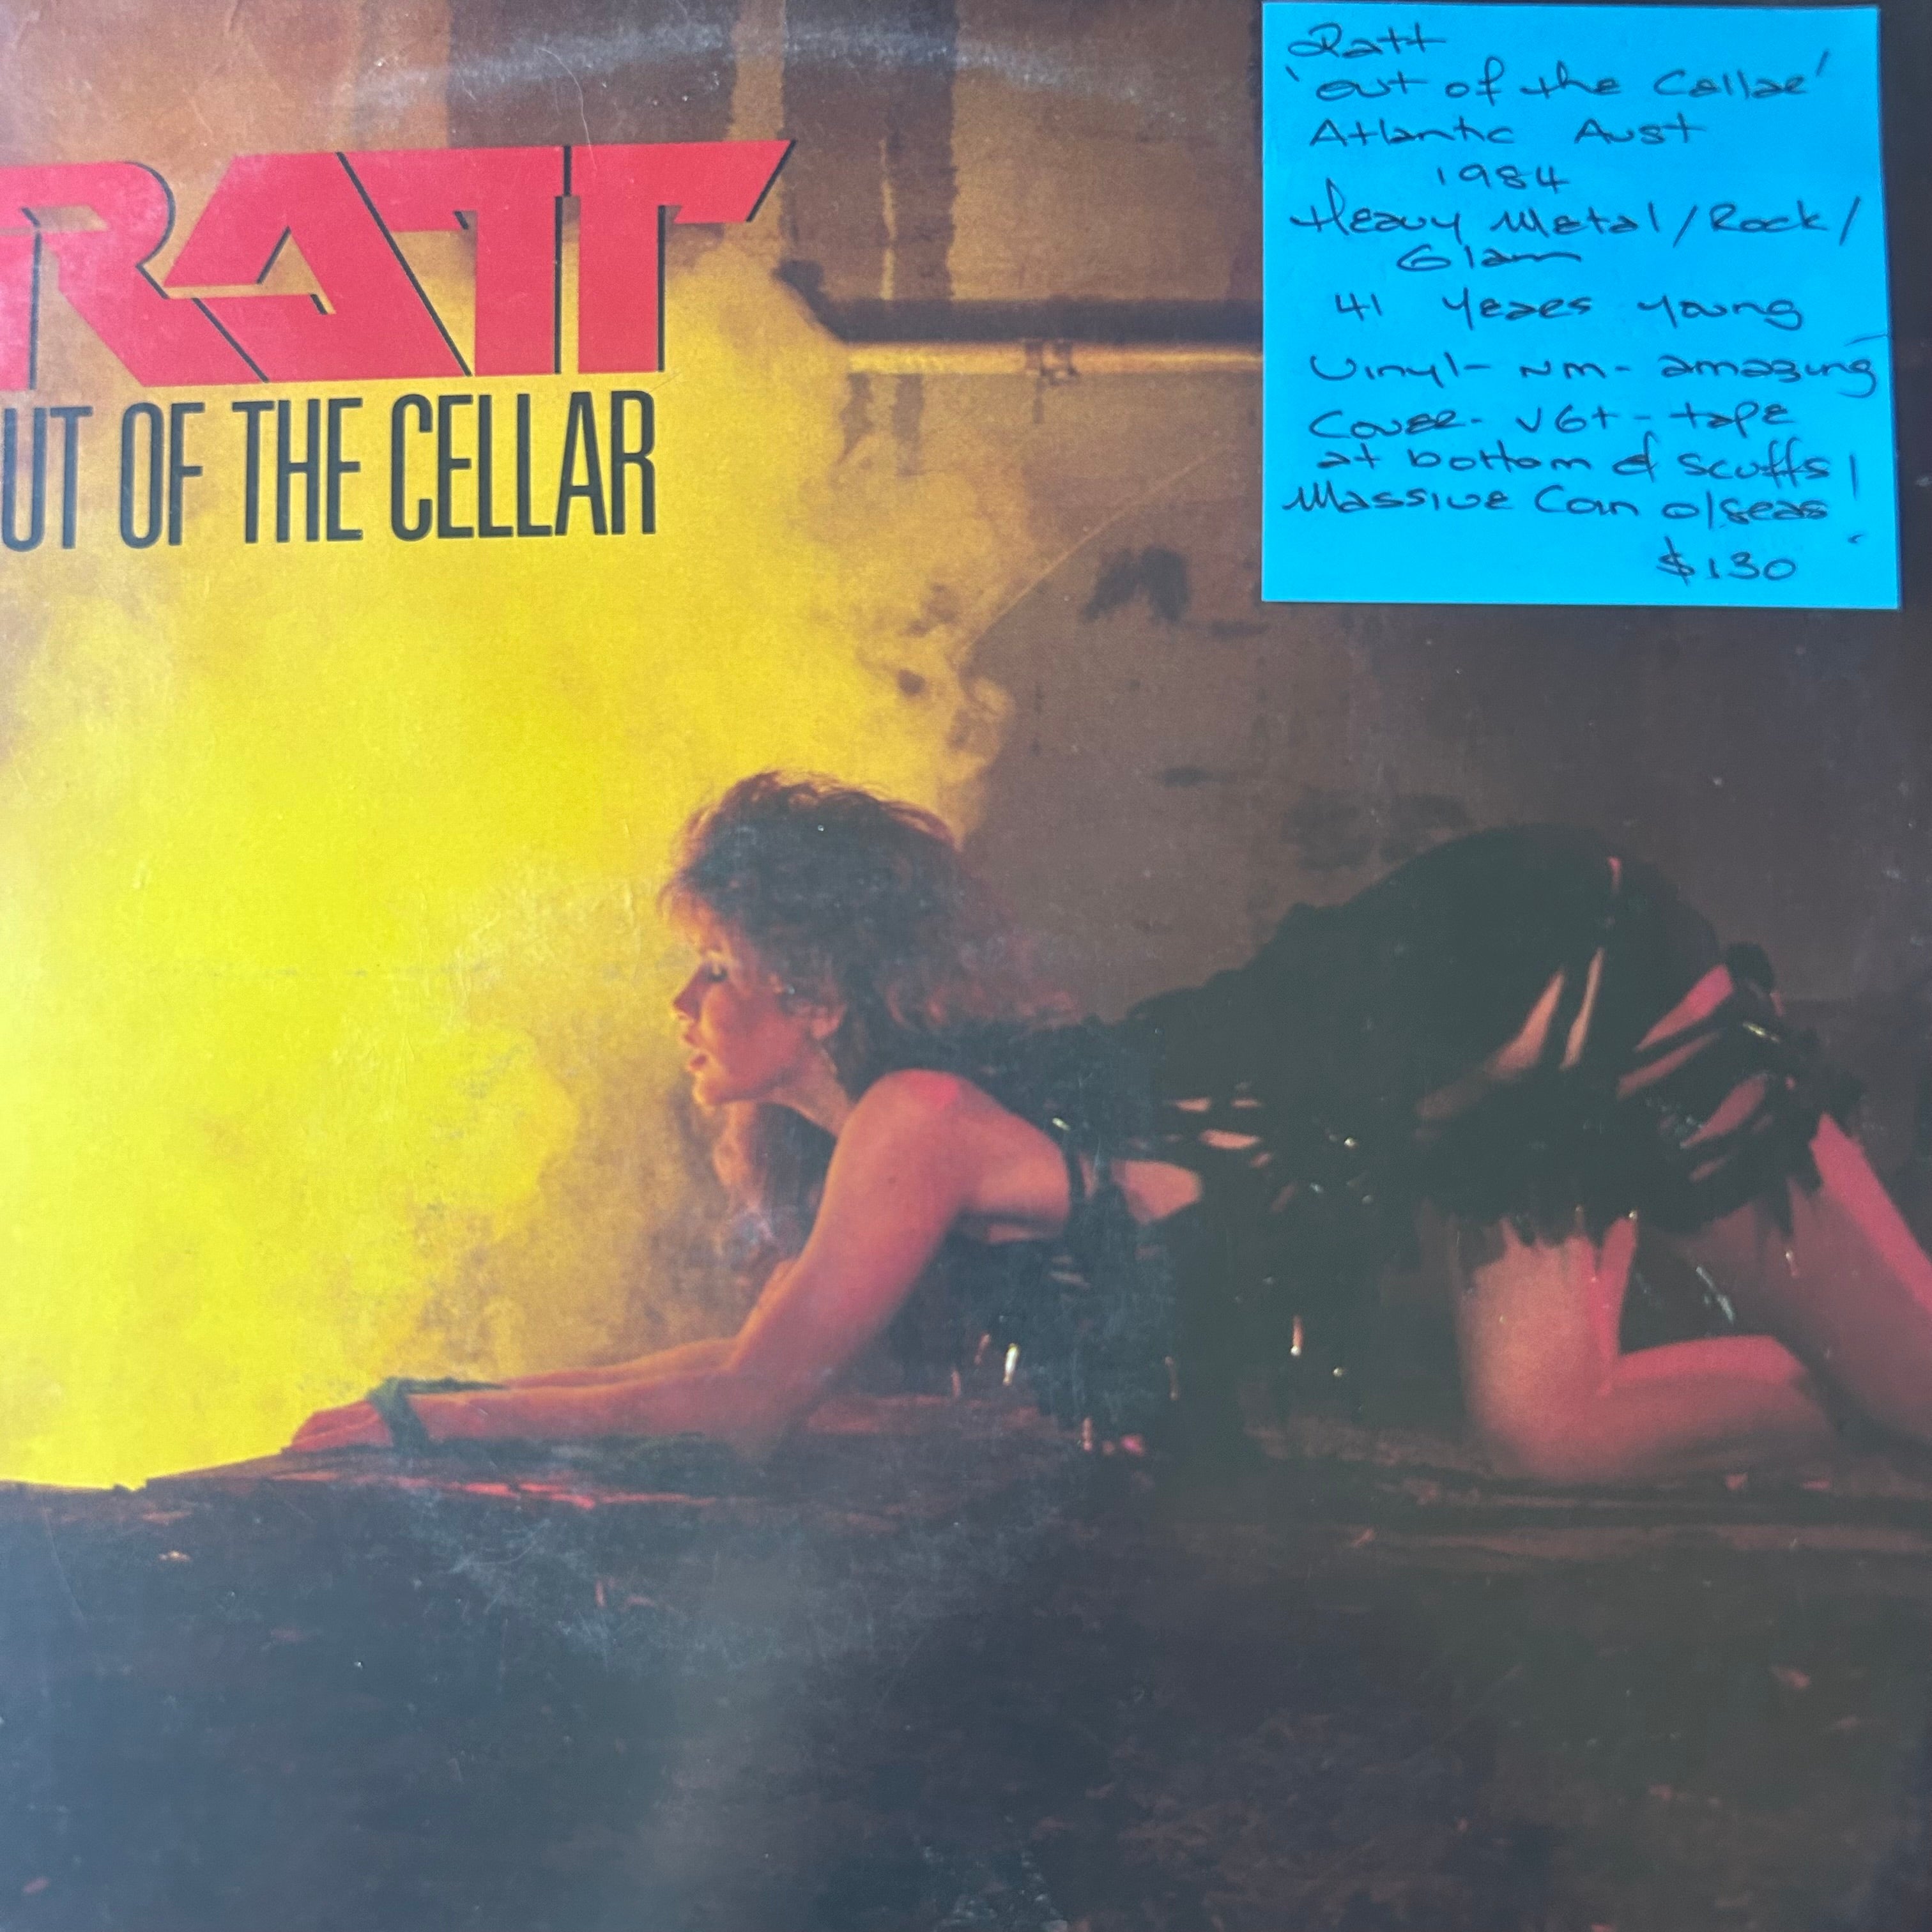 RATT
UT OF THE CELLAR
Ratt
'out of the Cellar'
Atlantic Aust
1984
Heavy Metal/Rock/
Glam
41 years young
Vinyl- NM- amazing
Cover- VG+ - tape
at bottom & scuffs!
Massive Coin o/seas!
$130